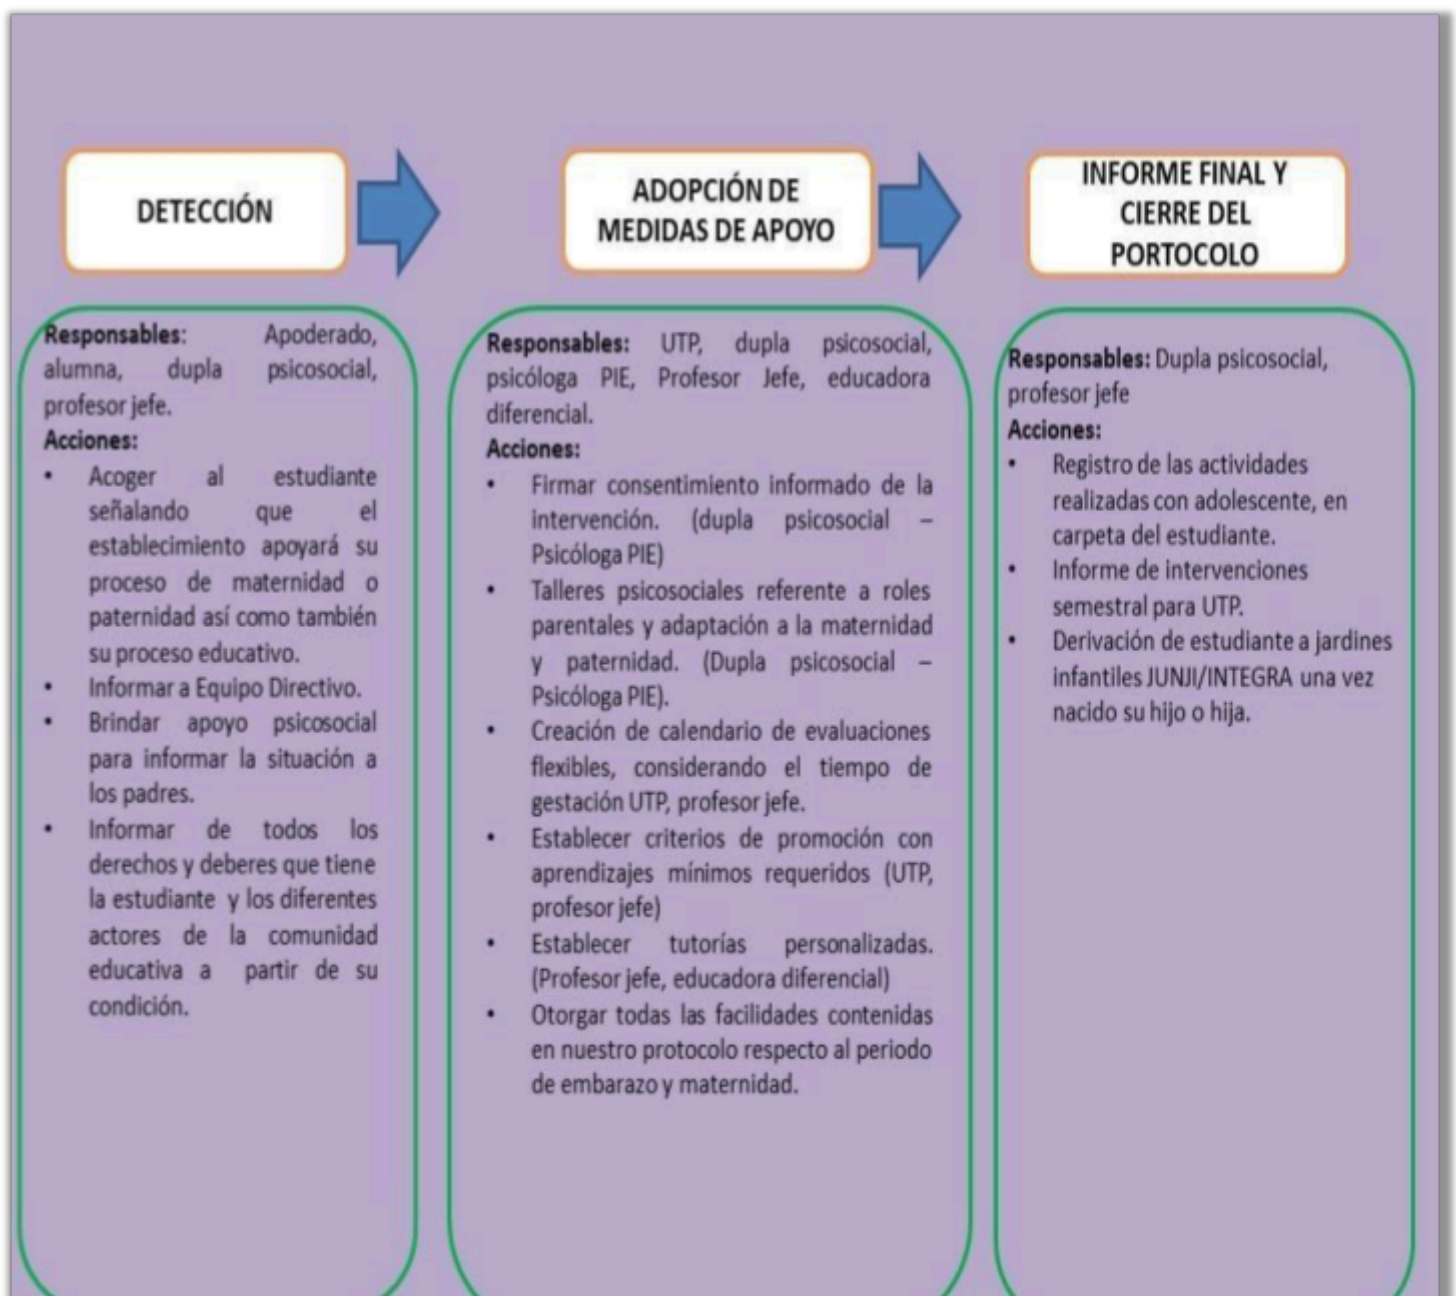 DETECCIÓN
ADOPCIÓN DE
MEDIDAS DE APOYO
INFORME FINAL Y
CIERRE DEL
PORTOCOLO
Responsables: Apoderado,
alumna, dupla psicosocial,
profesor jefe.
Acciones:
• Acoger al estudiante
señalando que el
establecimiento apoyará su
proceso de maternidad o
paternidad así como también
su proceso educativo.
• Informar a Equipo Directivo.
• Brindar apoyo psicosocial
para informar la situación a
los padres.
• Informar de todos los
derechos y deberes que tiene
la estudiante y los diferentes
actores de la comunidad
educativa a partir de su
condición.
Responsables: UTP, dupla psicosocial,
psicóloga PIE, Profesor Jefe, educadora
diferencial.
Acciones:
• Firmar consentimiento informado de la
intervención. (dupla psicosocial –
Psicóloga PIE)
• Talleres psicosociales referente a roles
parentales y adaptación a la maternidad
y paternidad. (Dupla psicosocial –
Psicóloga PIE).
• Creación de calendario de evaluaciones
flexibles, considerando el tiempo de
gestación UTP, profesor jefe.
• Establecer criterios de promoción con
aprendizajes mínimos requeridos (UTP,
profesor jefe)
• Establecer tutorías personalizadas.
(Profesor jefe, educadora diferencial)
• Otorgar todas las facilidades contenidas
en nuestro protocolo respecto al periodo
de embarazo y maternidad.
Responsables: Dupla psicosocial,
profesor jefe
Acciones:
• Registro de las actividades
realizadas con adolescente, en
carpeta del estudiante.
• Informe de intervenciones
semestral para UTP.
• Derivación de estudiante a jardines
infantiles JUNJI/INTEGRA una vez
nacido su hijo o hija.